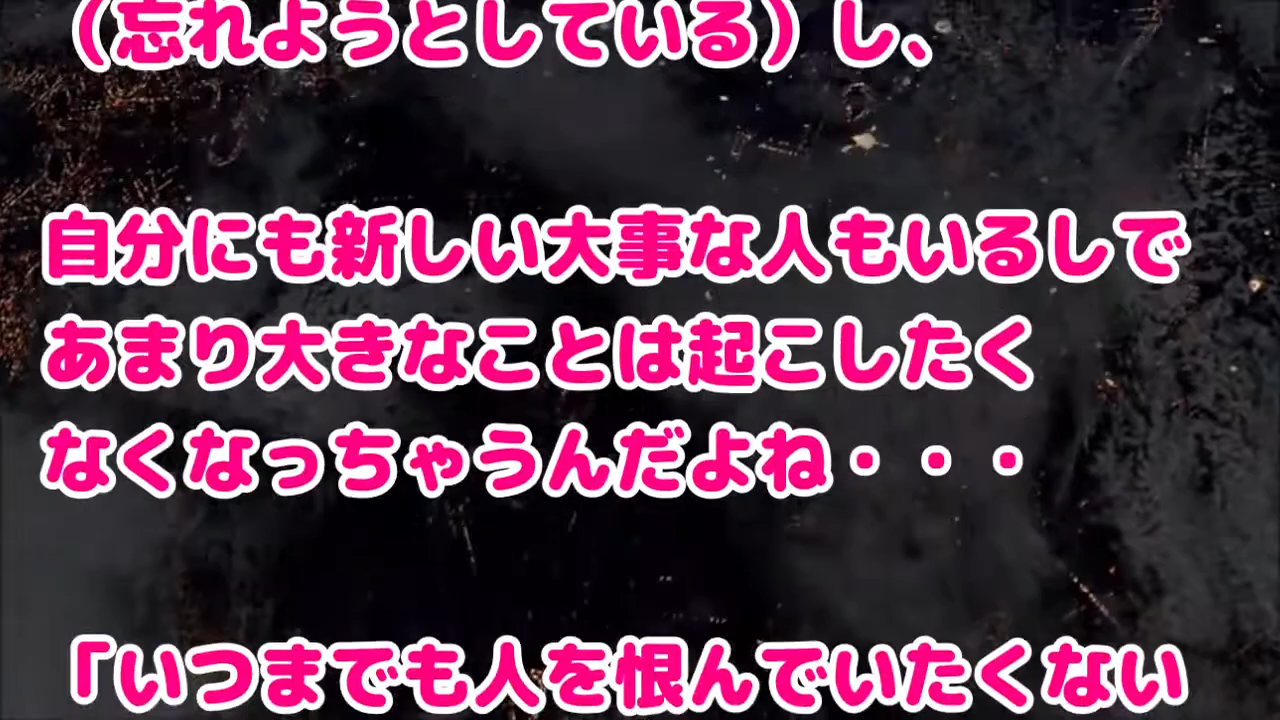 （忘れようとしている）し、
自分にも新しい大事な人もいるしで
あまり大きなことは起こしたく
なくなっちゃうんだよね・・・
「いつまでも人を恨んでいたくない